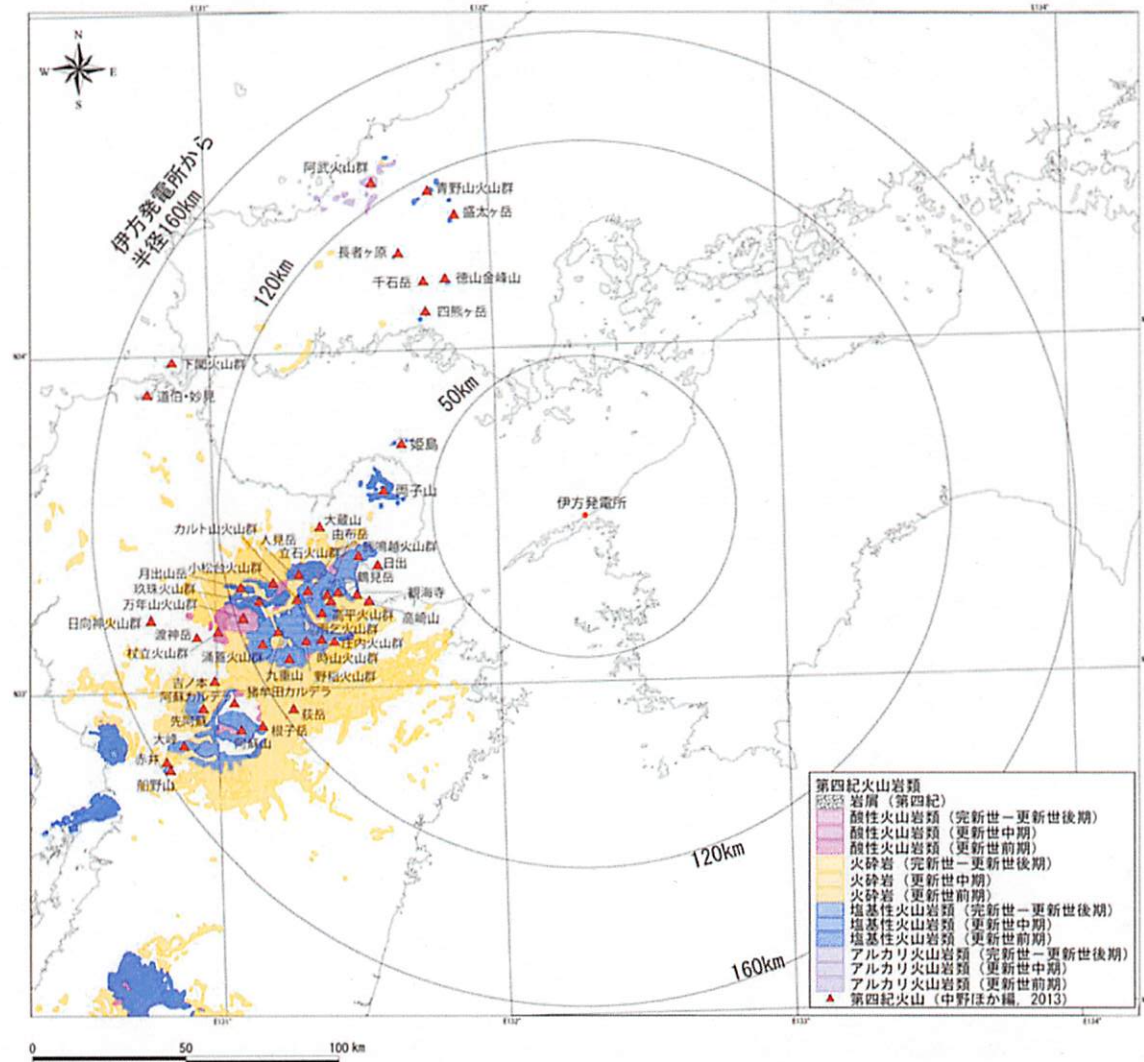 E131°
E132°
E134°
N
W
E
S
伊方発電所から
半径160km
120km
50km
阿武火山群
青野山火山群
盛太ヶ岳
長者ヶ原
千石岳
徳山金峰山
四熊ヶ岳
N34°
下関火山群
道伯・妙見
姫島
両子山
伊方発電所
大蔵山
カルト山火山群
人見岳
由布岳
立石火山群
鳴越火山群
日出
小松台火山群
鶴見岳
月出山岳
玖珠火山群
観海寺
万年山火山群
高平火山群
高崎山
日向神火山群
渡神岳
庄内火山群
杖立火山群
涌蓋火山群
時山火山群
九重山
野稲火山群
吉ノ本
猪牟田カルデラ
阿蘇カルデラ
荻岳
先阿蘇
根子岳
大峰
阿蘇山
赤井
船野山
120km
160km
第四紀火山岩類
岩屑（第四紀）
酸性火山岩類（完新世－更新世後期）
酸性火山岩類（更新世中期）
酸性火山岩類（更新世前期）
火砕岩（完新世－更新世後期）
火砕岩（更新世中期）
火砕岩（更新世前期）
塩基性火山岩類（完新世－更新世後期）
塩基性火山岩類（更新世中期）
塩基性火山岩類（更新世前期）
アルカリ火山岩類（完新世－更新世後期）
アルカリ火山岩類（更新世中期）
アルカリ火山岩類（更新世前期）
第四紀火山（中野ほか編, 2013）
E131°
E132°
E133°
E134°
0
50
100 km